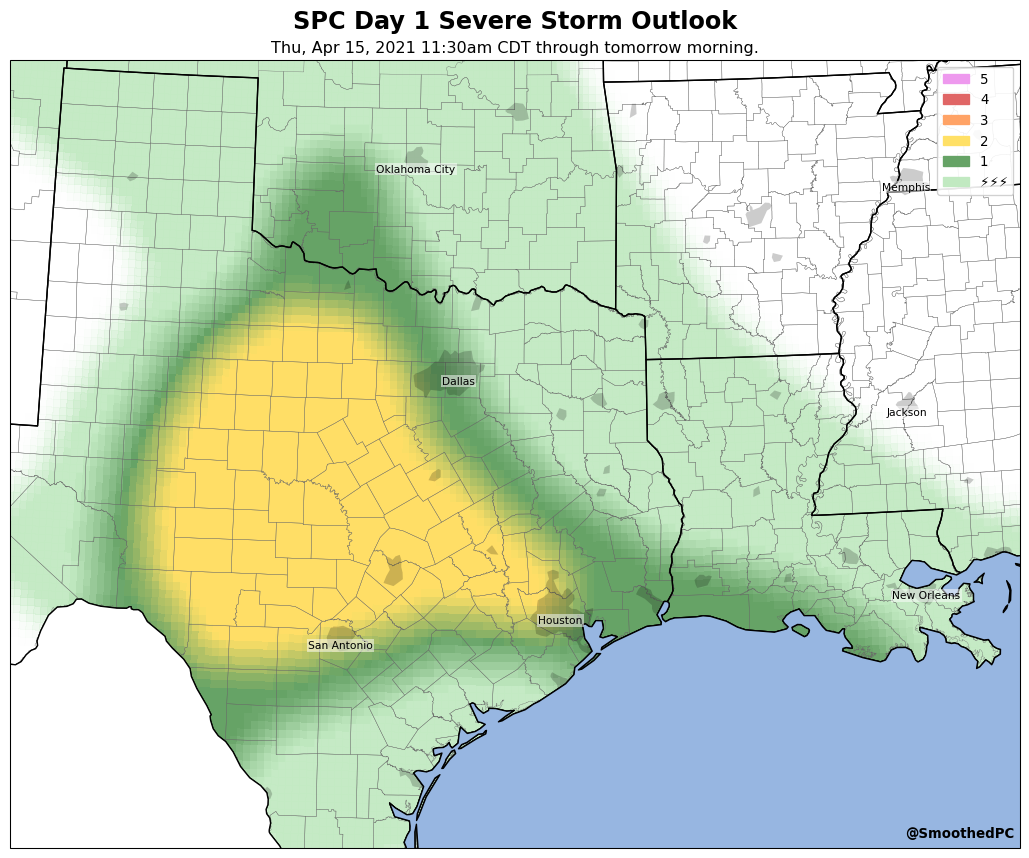 SPC Day 1 Severe Storm Outlook
Thu, Apr 15, 2021 11:30am CDT through tomorrow morning.
5
4
3
2
1
⚡⚡⚡
Oklahoma City
Memphis
Dallas
Jackson
New Orleans
Houston
San Antonio
@SmoothedPC